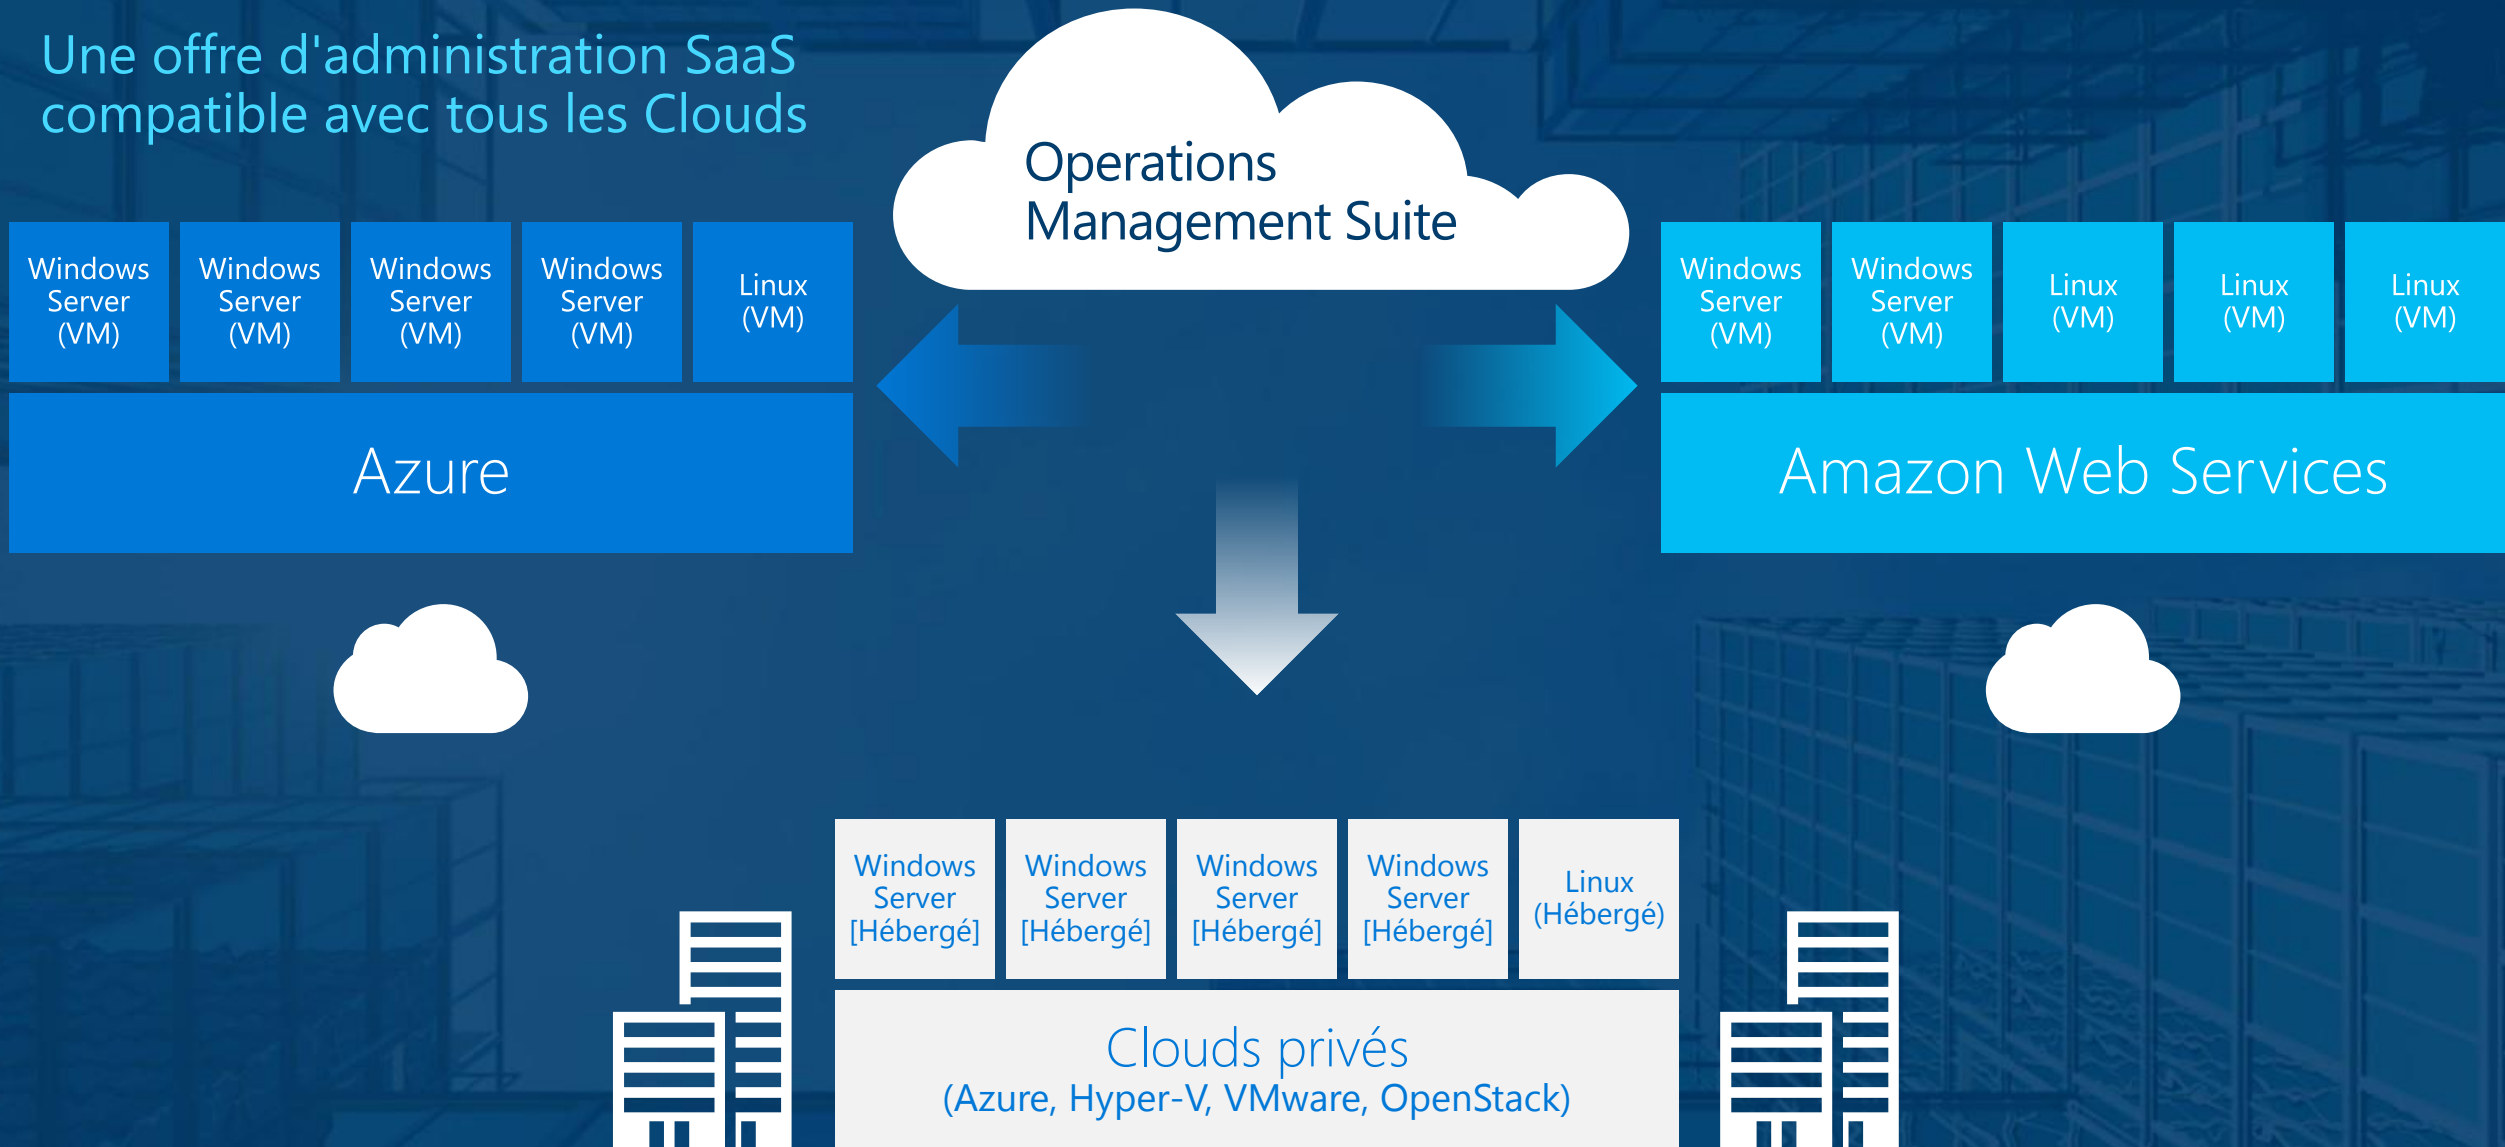 Une offre d'administration SaaS
compatible avec tous les Clouds
Operations
Management Suite
Windows
Server
(VM)
Windows
Server
(VM)
Windows
Server
(VM)
Windows
Server
(VM)
Linux
(VM)
Azure
Windows
Server
(VM)
Windows
Server
(VM)
Linux
(VM)
Linux
(VM)
Linux
(VM)
Amazon Web Services
Windows
Server
[Hébergé]
Windows
Server
[Hébergé]
Windows
Server
[Hébergé]
Windows
Server
[Hébergé]
Linux
(Hébergé)
Clouds privés
(Azure, Hyper-V, VMware, OpenStack)